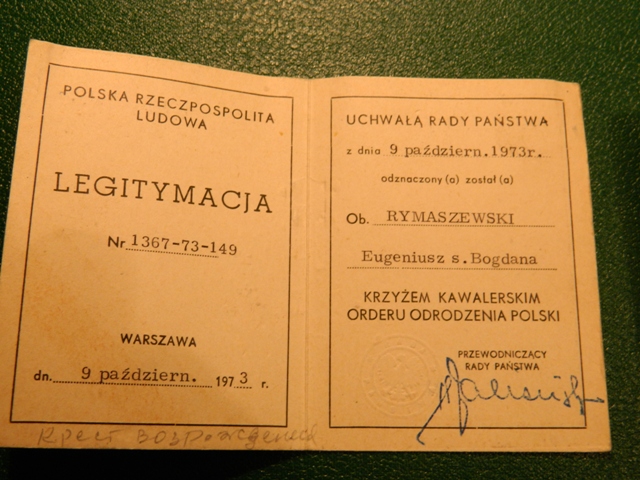 POLSKA RZECZPOSPOLITA
LUDOWA
LEGITYMACJA
Nr 1367-73-149
WARSZAWA
dn. 9 październ. 1973 r.
UCHWAŁĄ RADY PAŃSTWA
z dnia 9 październ.1973r.
odznaczony (a) został (a)
Ob. RYMASZEWSKI
Eugeniusz s.Bogdana
KRZYŻEM KAWALERSKIM
ORDERU ODRODZENIA POLSKI
PRZEWODNICZĄCY
RADY PAŃSTWA